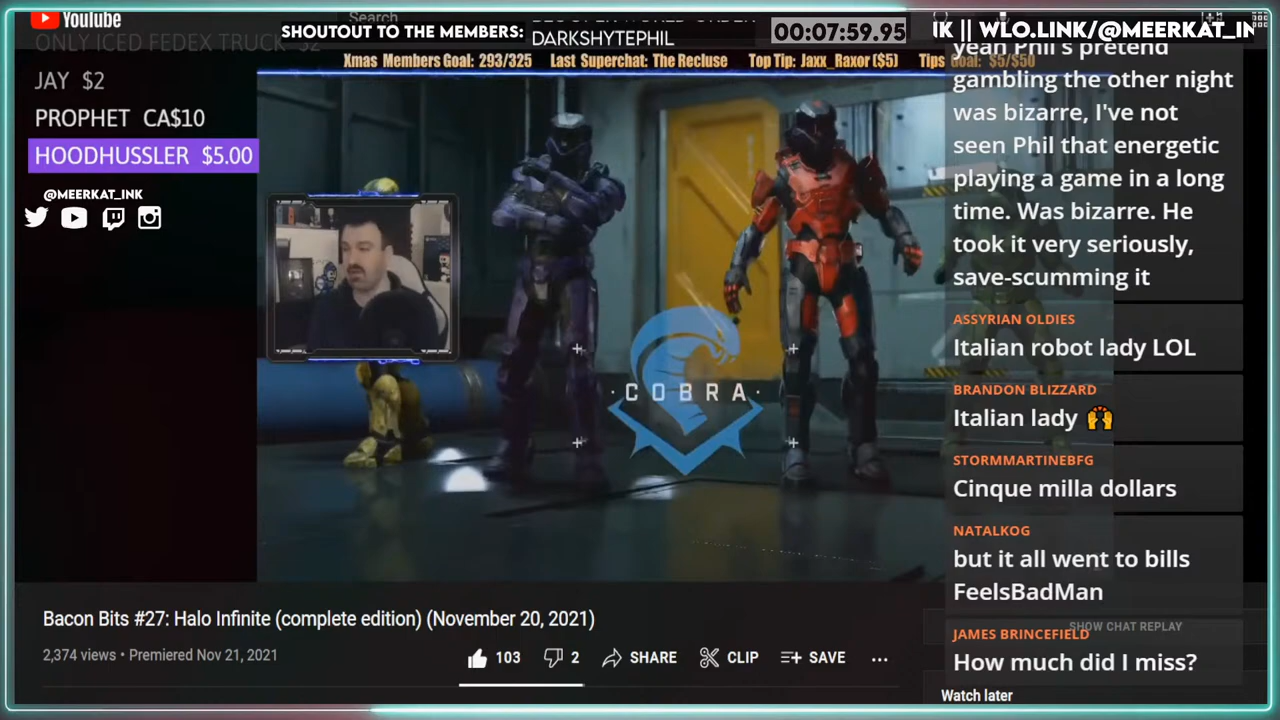 YouTube
Search
SHOUTOUT TO THE MEMBERS:
DARKSHYTEPHIL
00:07:59.95
IK || WLO.LINK/@MEERKAT_IN
ONLY ICED FEDEX TRUCK $2
JAY $2
PROPHET CA$10
HOODHUSSLER $5.00
@MEERKAT_INK
Xmas Members Goal: 293/325 Last Superchat: The Recluse Top Tip: Jaxx_Raxor ($5) Tips Goal: $5/$50
COBRA
yeah Phil's pretend
gambling the other night
was bizarre, I've not
seen Phil that energetic
playing a game in a long
time. Was bizarre. He
took it very seriously,
save-scumming it
ASSYRIAN OLDIES
Italian robot lady LOL
BRANDON BLIZZARD
Italian lady 🙌
STORMMARTINEBFG
Cinque milla dollars
NATALKOG
but it all went to bills
FeelsBadMan
JAMES BRINCEFIELD
How much did I miss?
SHOW CHAT REPLAY
Watch later
Bacon Bits #27: Halo Infinite (complete edition) (November 20, 2021)
2,374 views • Premiered Nov 21, 2021
103
2
SHARE
CLIP
SAVE